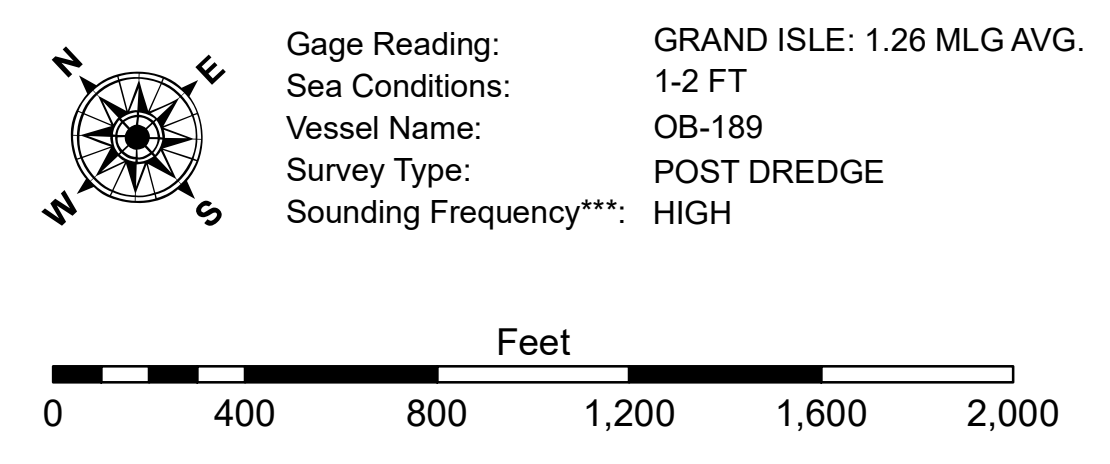 N E
W S
Gage Reading: GRAND ISLE: 1.26 MLG AVG.
Sea Conditions: 1-2 FT
Vessel Name: OB-189
Survey Type: POST DREDGE
Sounding Frequency***: HIGH
Feet
0 400 800 1,200 1,600 2,000